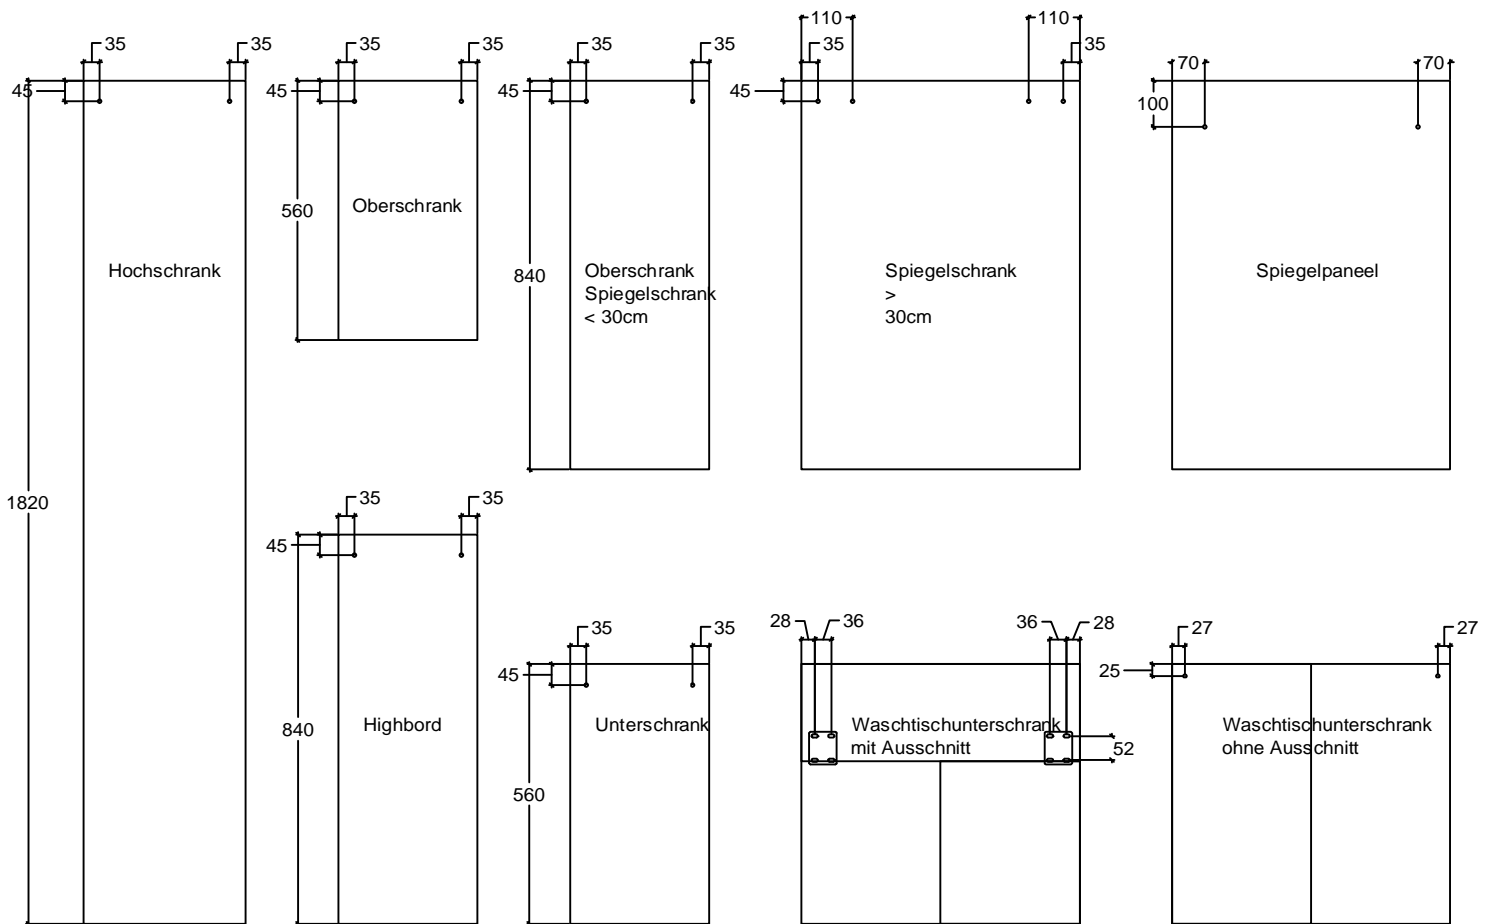 110
110
35
35
35
35
35
35
35
35
70
70
45
45
45
45
100
560
Oberschrank
Hochschrank
840
Oberschrank
Spiegelschrank
< 30cm
Spiegelschrank
>
30cm
Spiegelpaneel
1820
35
35
45
840
Highbord
35
35
45
560
Unterschrank
28
36
36
28
Waschtischunterschrank
mit Ausschnitt
52
27
27
25
Waschtischunterschrank
ohne Ausschnitt